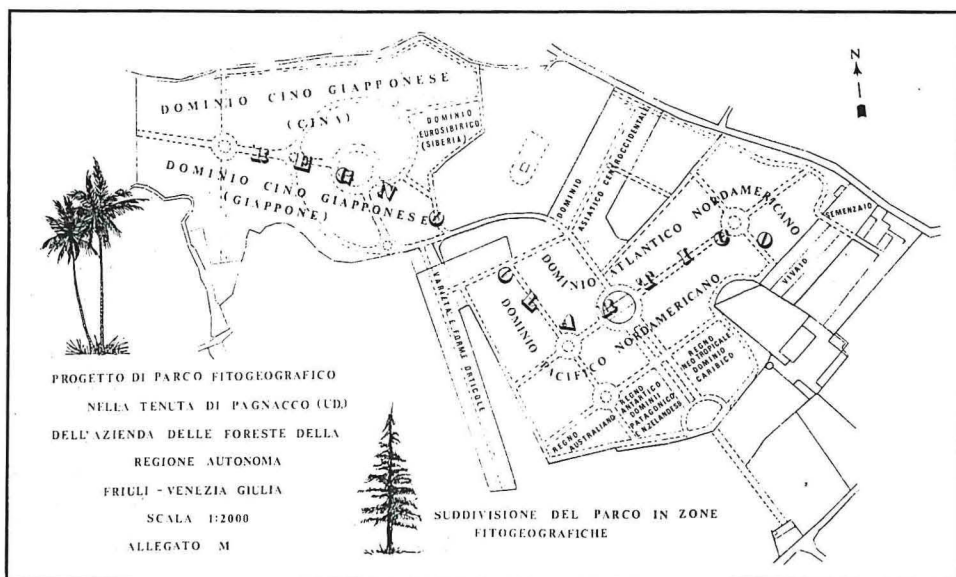 DOMINIO CINO GIAPPONESE
(CINA)
DOMINIO
EUROSIBIRICO
(SIBERIA)
N
REGNO
DOMINIO CINO GIAPPONESE
(GIAPPONE)
DOMINIO
ASIATICO CENTROCCIDENTALE
DOMINIO ATLANTICO NORDAMERICANO
OLARTICO
DOMINIO PACIFICO NORDAMERICANO
SEMENZAIO
VIVAIO
VARIETÀ E FORME ORTICOLE
REGNO
AUSTRALIANO
REGNO
ANTARTICO
DOMINIO
PATAGONICO
E NZELANDESE
REGNO
NEOTROPICALE
DOMINIO
CARIBICO
PROGETTO DI PARCO FITOGEOGRAFICO
NELLA TENUTA DI PAGNACCO (UD.)
DELL'AZIENDA DELLE FORESTE DELLA
REGIONE AUTONOMA
FRIULI - VENEZIA GIULIA
SCALA 1:2000
ALLEGATO M
SUDDIVISIONE DEL PARCO IN ZONE
FITOGEOGRAFICHE